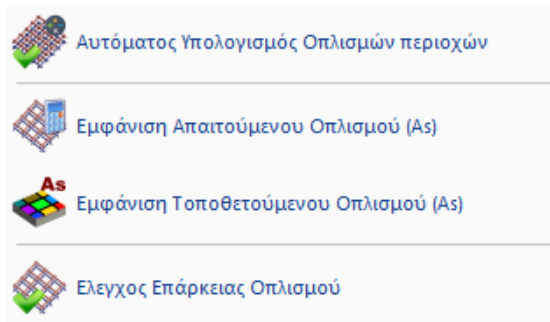 Αυτόματος Υπολογισμός Οπλισμών περιοχών
Εμφάνιση Απαιτούμενου Οπλισμού (As)
As
Εμφάνιση Τοποθετούμενου Οπλισμού (As)
Ελεγχος Επάρκειας Οπλισμού